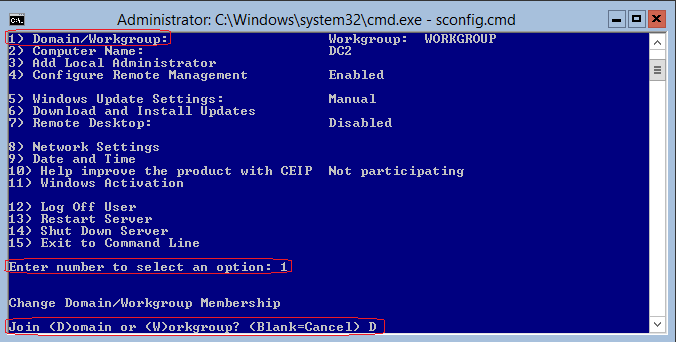 Administrator: C:\Windows\system32\cmd.exe - sconfig.cmd
1) Domain/Workgroup: Workgroup: WORKGROUP
2) Computer Name: DC2
3) Add Local Administrator
4) Configure Remote Management Enabled
5) Windows Update Settings: Manual
6) Download and Install Updates
7) Remote Desktop: Disabled
8) Network Settings
9) Date and Time
10) Help improve the product with CEIP Not participating
11) Windows Activation
12) Log Off User
13) Restart Server
14) Shut Down Server
15) Exit to Command Line
Enter number to select an option: 1
Change Domain/Workgroup Membership
Join (D)omain or (W)orkgroup? (Blank=Cancel) D